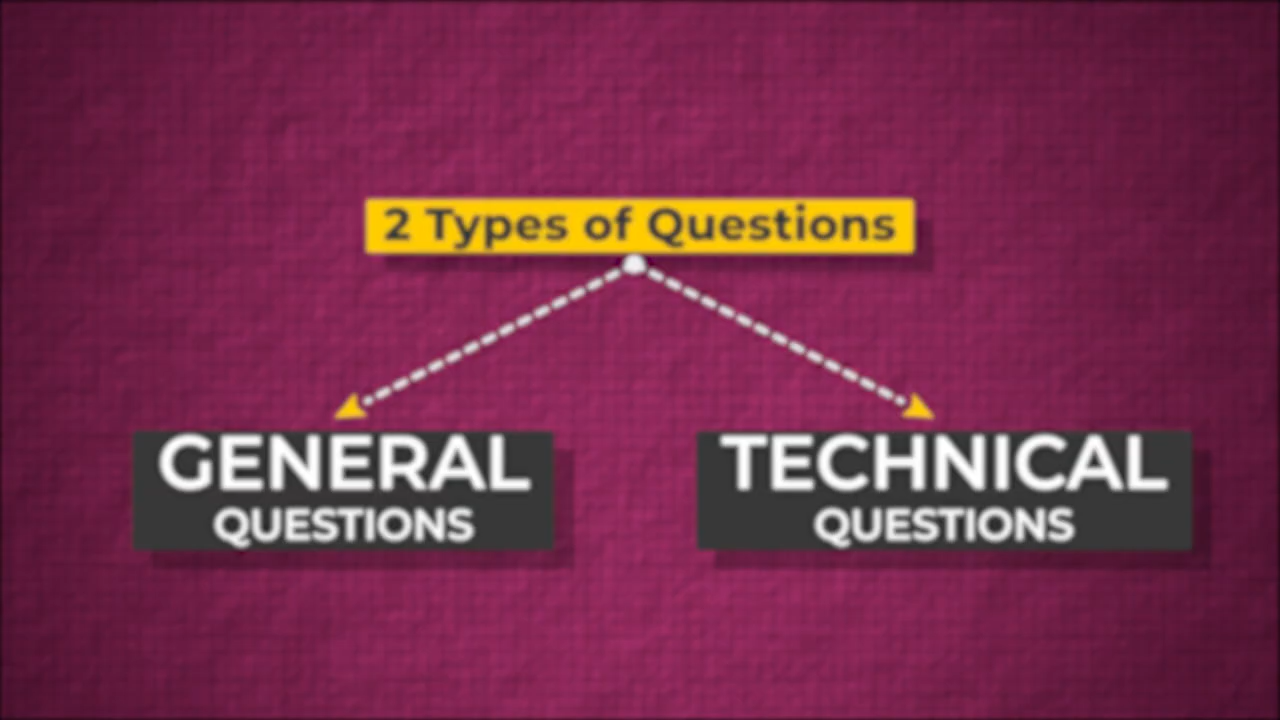 2 Types of Questions
GENERAL
QUESTIONS
TECHNICAL
QUESTIONS